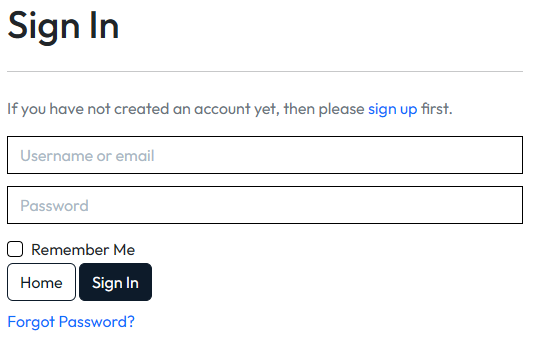 Sign In
If you have not created an account yet, then please sign up first.
Username or email
Password
Remember Me
Home Sign In
Forgot Password?